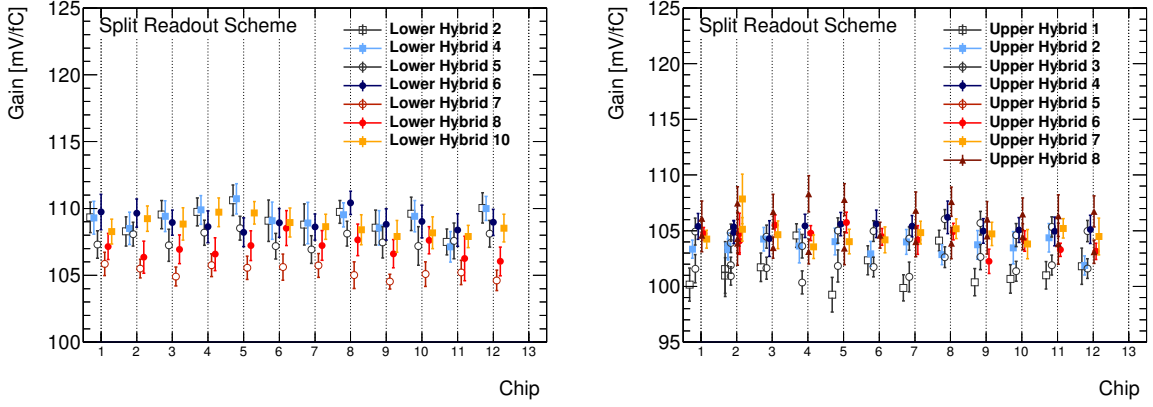 Gain [mV/fC]
125
120
115
110
105
100
Split Readout Scheme
Lower Hybrid 2
Lower Hybrid 4
Lower Hybrid 5
Lower Hybrid 6
Lower Hybrid 7
Lower Hybrid 8
Lower Hybrid 10
1 2 3 4 5 6 7 8 9 10 11 12 13
Chip
Gain [mV/fC]
125
120
115
110
105
100
95
Split Readout Scheme
Upper Hybrid 1
Upper Hybrid 2
Upper Hybrid 3
Upper Hybrid 4
Upper Hybrid 5
Upper Hybrid 6
Upper Hybrid 7
Upper Hybrid 8
1 2 3 4 5 6 7 8 9 10 11 12 13
Chip